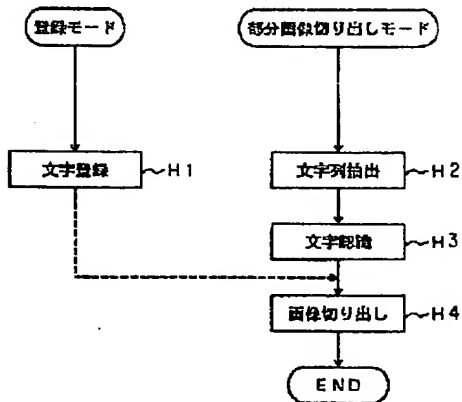 登録モード
部分画像切り出しモード
文字登録
H1
文字列抽出
H2
文字認識
H3
画像切り出し
H4
END